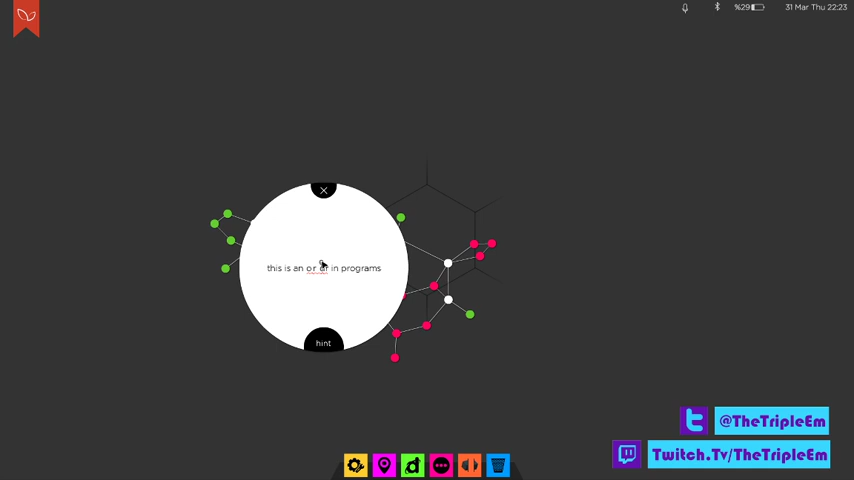 %29
31 Mar Thu 22:23
this is an or ar in programs
hint
@TheTripleEm
Twitch.Tv/TheTripleEm